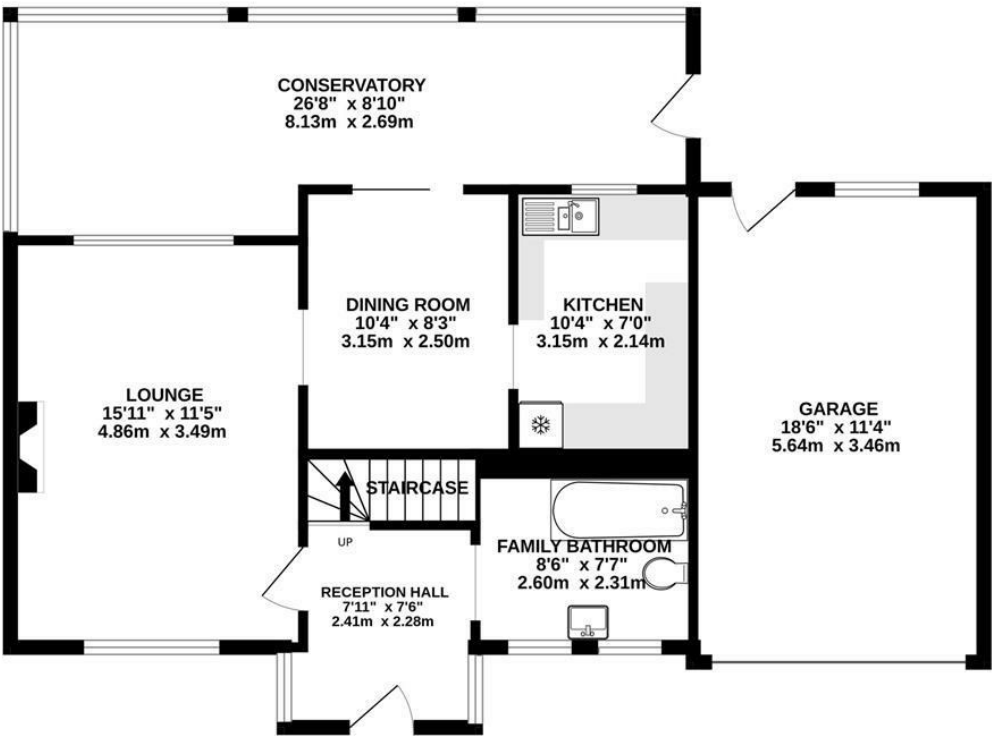 CONSERVATORY
26'8" x 8'10"
8.13m x 2.69m
DINING ROOM
10'4" x 8'3"
3.15m x 2.50m
KITCHEN
10'4" x 7'0"
3.15m x 2.14m
LOUNGE
15'11" x 11'5"
4.86m x 3.49m
GARAGE
18'6" x 11'4"
5.64m x 3.46m
STAIRCASE
UP
FAMILY BATHROOM
8'6" x 7'7"
2.60m x 2.31m
RECEPTION HALL
7'11" x 7'6"
2.41m x 2.28m